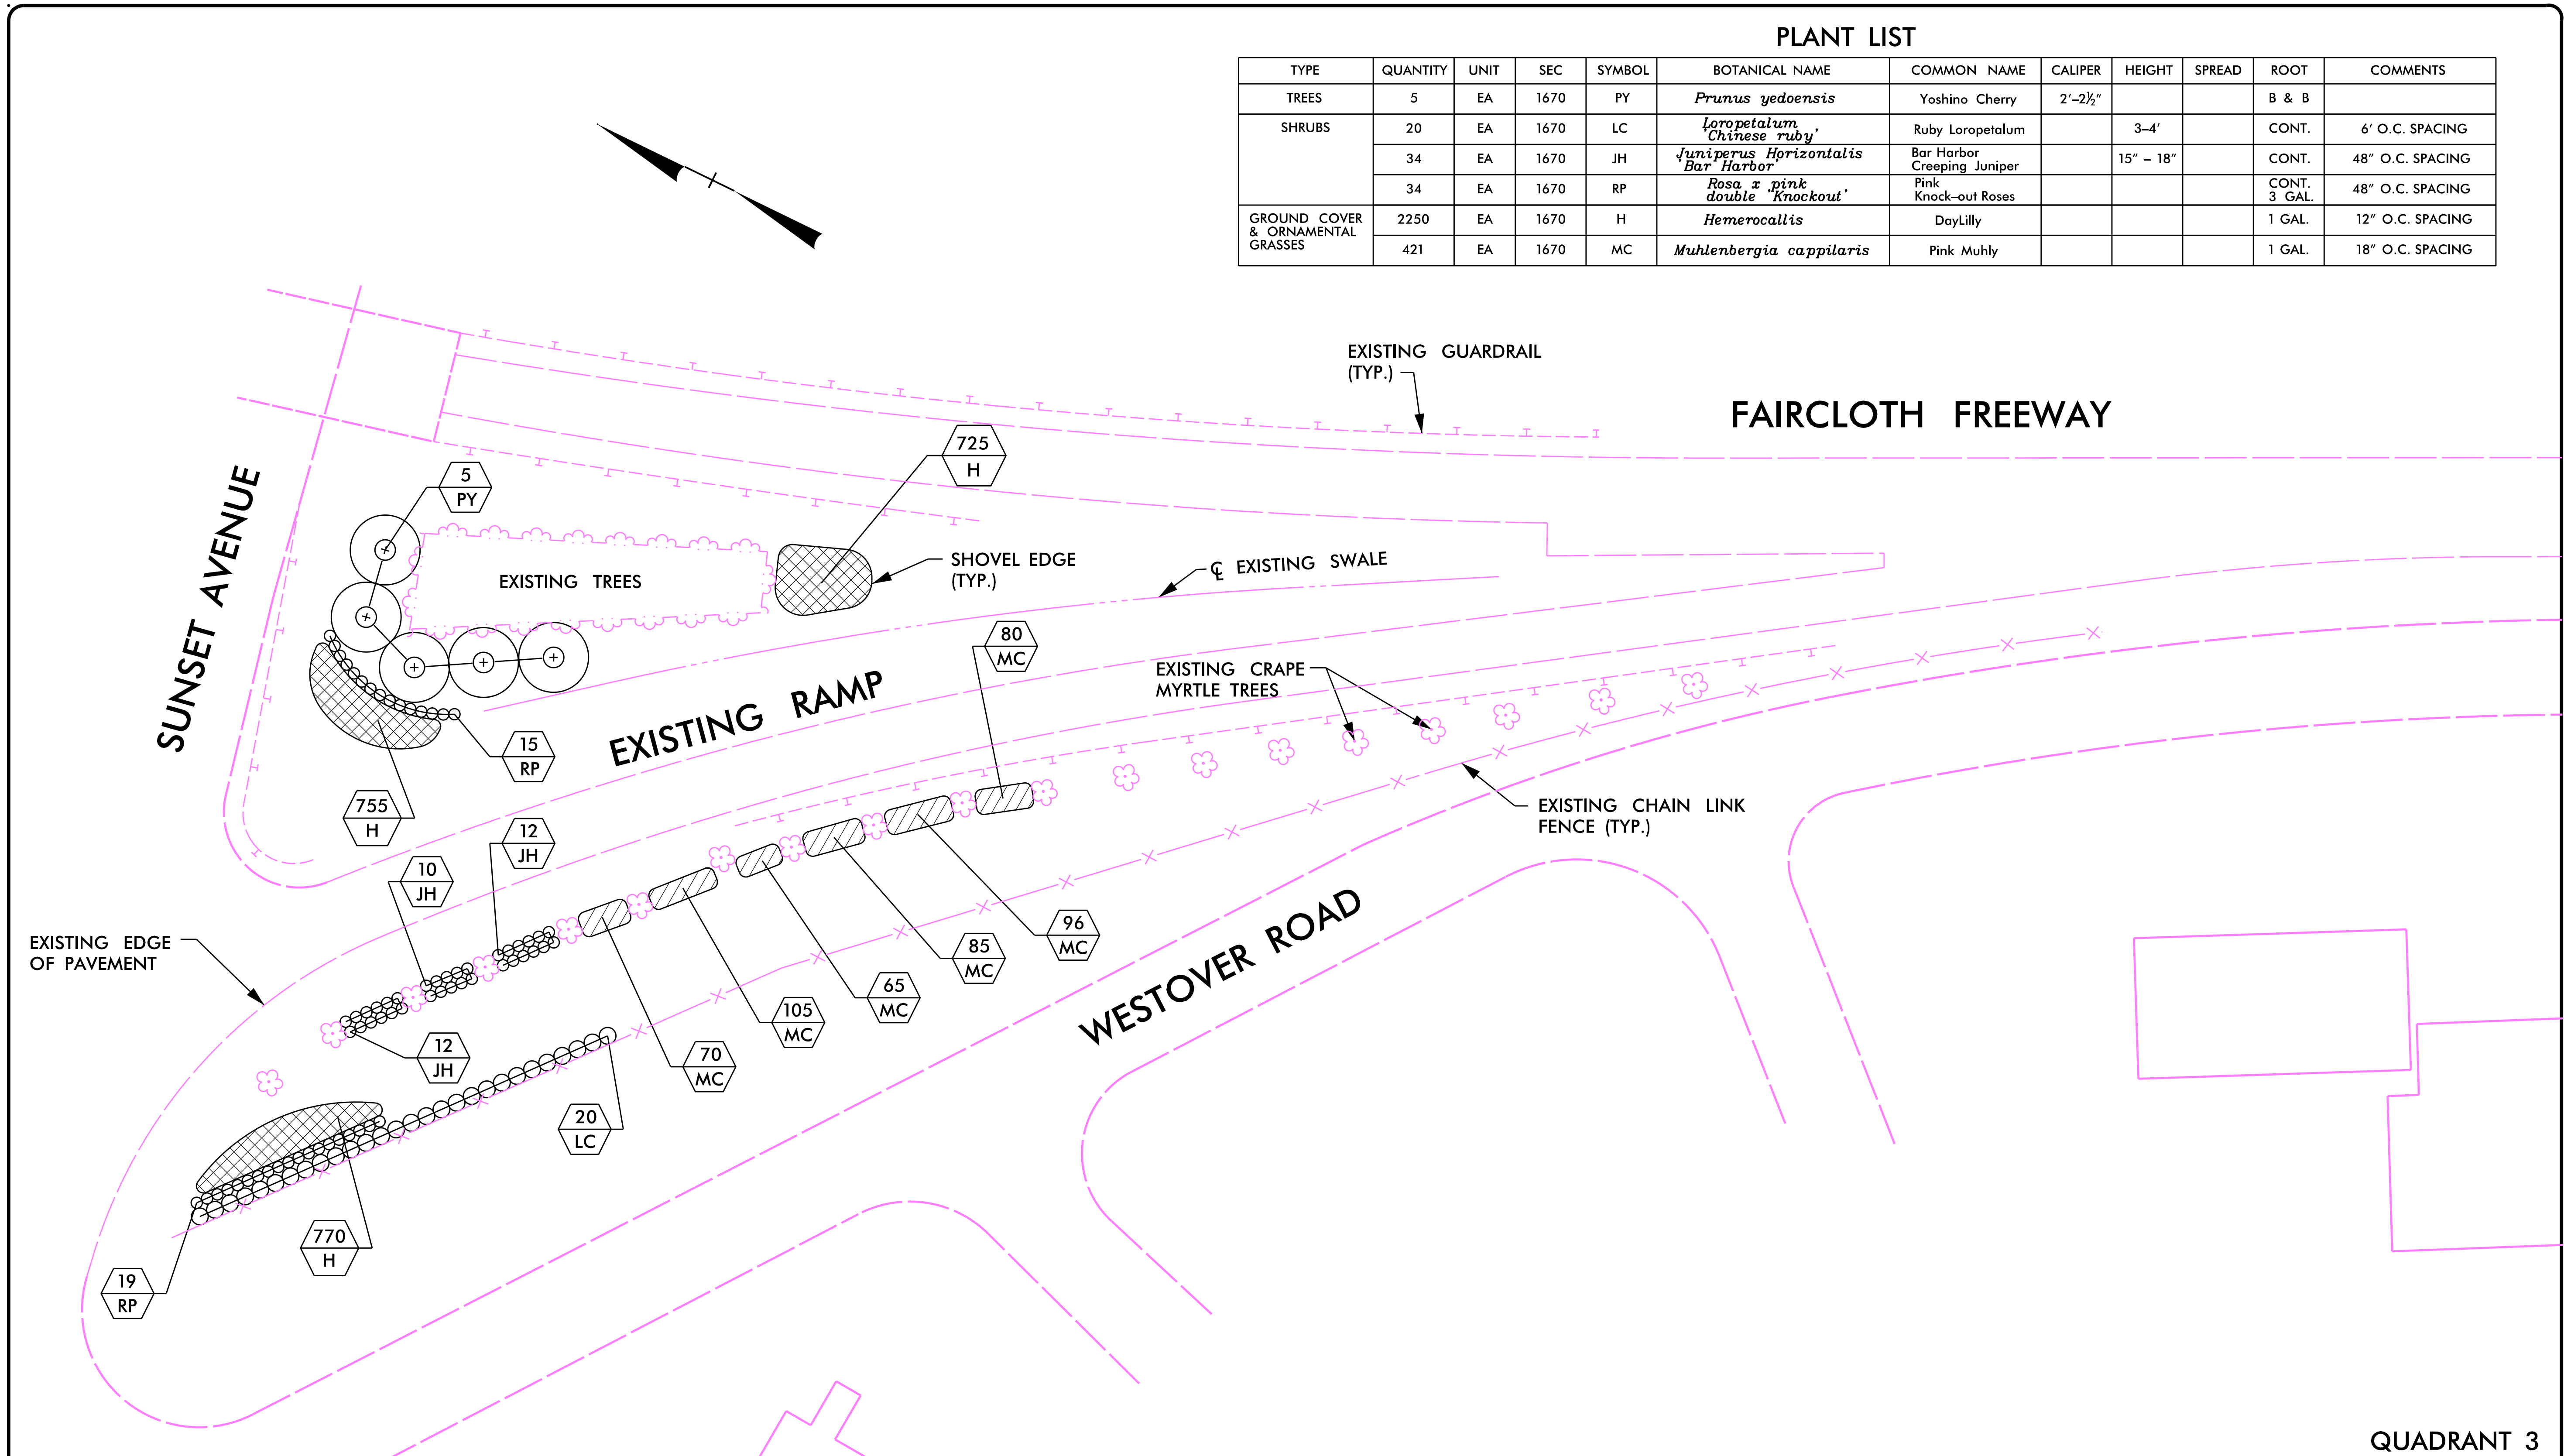 PLANT LIST
TYPE QUANTITY UNIT SEC SYMBOL BOTANICAL NAME COMMON NAME CALIPER HEIGHT SPREAD ROOT COMMENTS
TREES 5 EA 1670 PY Prunus yedoensis Yoshino Cherry 2'–2½" B & B
SHRUBS 20 EA 1670 LC Loropetalum 'Chinese ruby' Ruby Loropetalum 3–4' CONT. 6' O.C. SPACING
34 EA 1670 JH Juniperus Horizontalis 'Bar Harbor' Bar Harbor Creeping Juniper 15" – 18" CONT. 48" O.C. SPACING
34 EA 1670 RP Rosa x pink double 'Knockout' Pink Knock–out Roses CONT. 3 GAL. 48" O.C. SPACING
GROUND COVER & ORNAMENTAL GRASSES 2250 EA 1670 H Hemerocallis DayLilly 1 GAL. 12" O.C. SPACING
421 EA 1670 MC Muhlenbergia cappilaris Pink Muhly 1 GAL. 18" O.C. SPACING
EXISTING GUARDRAIL
(TYP.)
FAIRCLOTH FREEWAY
725
H
5
PY
SUNSET AVENUE
EXISTING TREES
SHOVEL EDGE
(TYP.)
℄ EXISTING SWALE
80
MC
EXISTING CRAPE
MYRTLE TREES
EXISTING RAMP
15
RP
755
H
12
JH
10
JH
EXISTING CHAIN LINK
FENCE (TYP.)
EXISTING EDGE
OF PAVEMENT
96
MC
85
MC
65
MC
105
MC
70
MC
WESTOVER ROAD
12
JH
20
LC
770
H
19
RP
QUADRANT 3